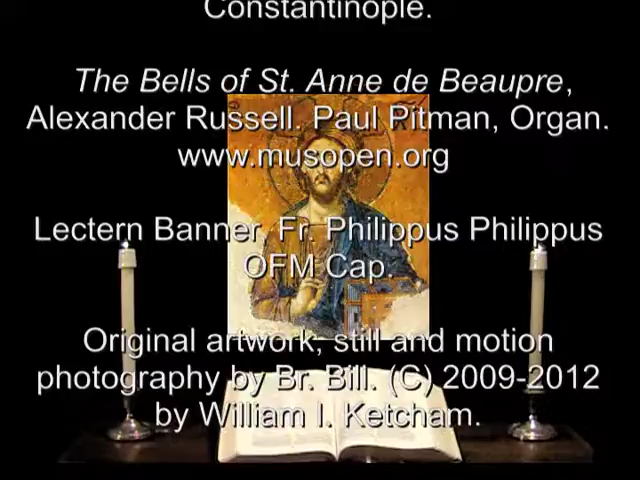 Constantinople.
The Bells of St. Anne de Beaupre,
Alexander Russell. Paul Pitman, Organ.
www.musopen.org
Lectern Banner, Fr. Philippus Philippus
OFM Cap.
Original artwork; still and motion
photography by Br. Bill. (C) 2009-2012
by William I. Ketcham.